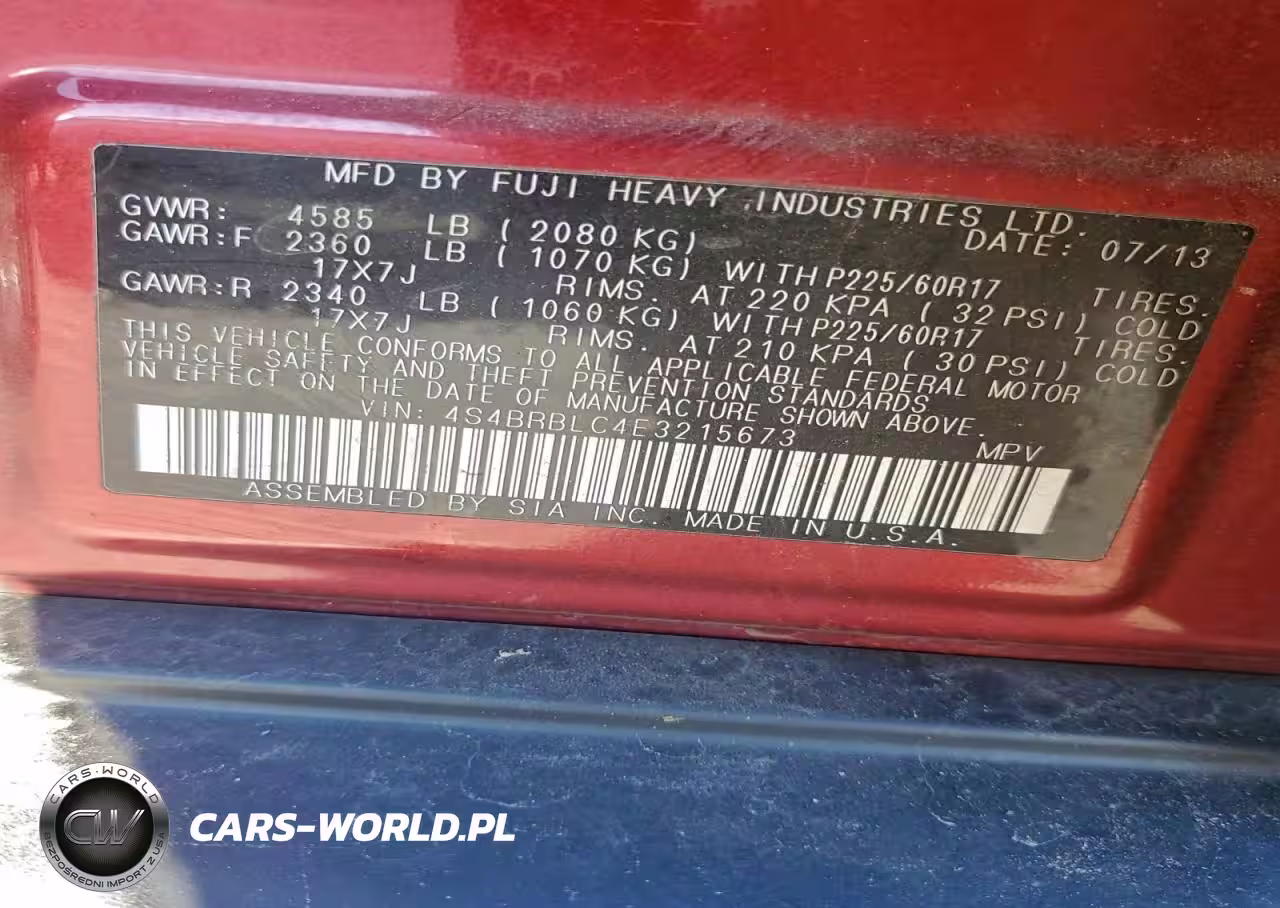 MFD BY FUJI HEAVY INDUSTRIES LTD.
GVWR: 4585 LB (2080 KG) DATE: 07/13
GAWR:F 2360 LB (1070 KG) WITH P225/60R17 TIRES.
17X7J RIMS. AT 220 KPA (32 PSI) COLD
GAWR:R 2340 LB (1060 KG) WITH P225/60R17 TIRES.
17X7J RIMS. AT 210 KPA (30 PSI) COLD
THIS VEHICLE CONFORMS TO ALL APPLICABLE FEDERAL MOTOR
VEHICLE SAFETY AND THEFT PREVENTION STANDARDS
IN EFFECT ON THE DATE OF MANUFACTURE SHOWN ABOVE.
VIN: 4S4BRBLC4E3215673 MPV
ASSEMBLED BY SIA INC. MADE IN U.S.A.
CARS-WORLD
CW
BEZPOŚREDNI IMPORT Z USA
CARS-WORLD.PL